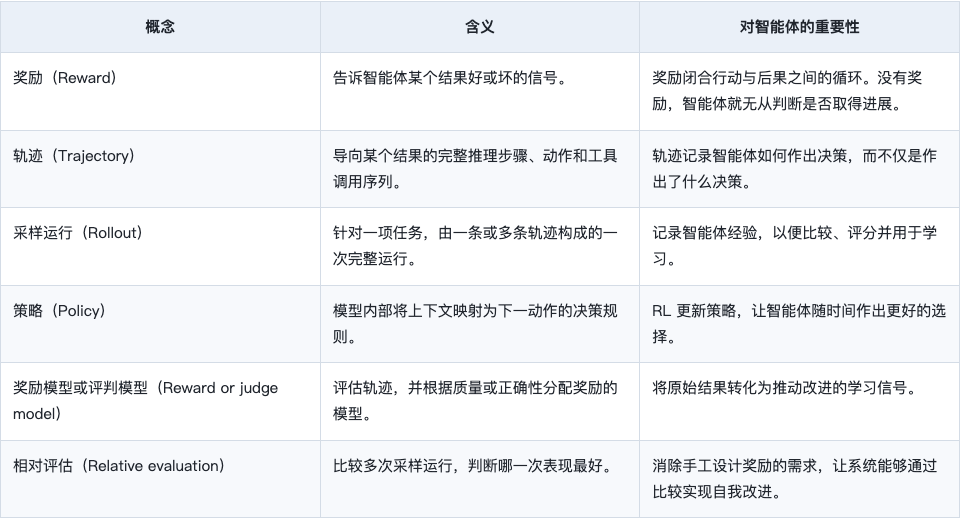 概念
含义
对智能体的重要性
奖励（Reward）
告诉智能体某个结果好或坏的信号。
奖励闭合行动与后果之间的循环。没有奖
励，智能体就无从判断是否取得进展。
轨迹（Trajectory）
导向某个结果的完整推理步骤、动作和工具
调用序列。
轨迹记录智能体如何作出决策，而不仅是作
出了什么决策。
采样运行（Rollout）
针对一项任务，由一条或多条轨迹构成的一
次完整运行。
记录智能体经验，以便比较、评分并用于学
习。
策略（Policy）
模型内部将上下文映射为下一动作的决策规
则。
RL 更新策略，让智能体随时间作出更好的选
择。
奖励模型或评判模型（Reward or judge
model）
评估轨迹，并根据质量或正确性分配奖励的
模型。
将原始结果转化为推动改进的学习信号。
相对评估（Relative evaluation）
比较多次采样运行，判断哪一次表现最好。
消除手工设计奖励的需求，让系统能够通过
比较实现自我改进。